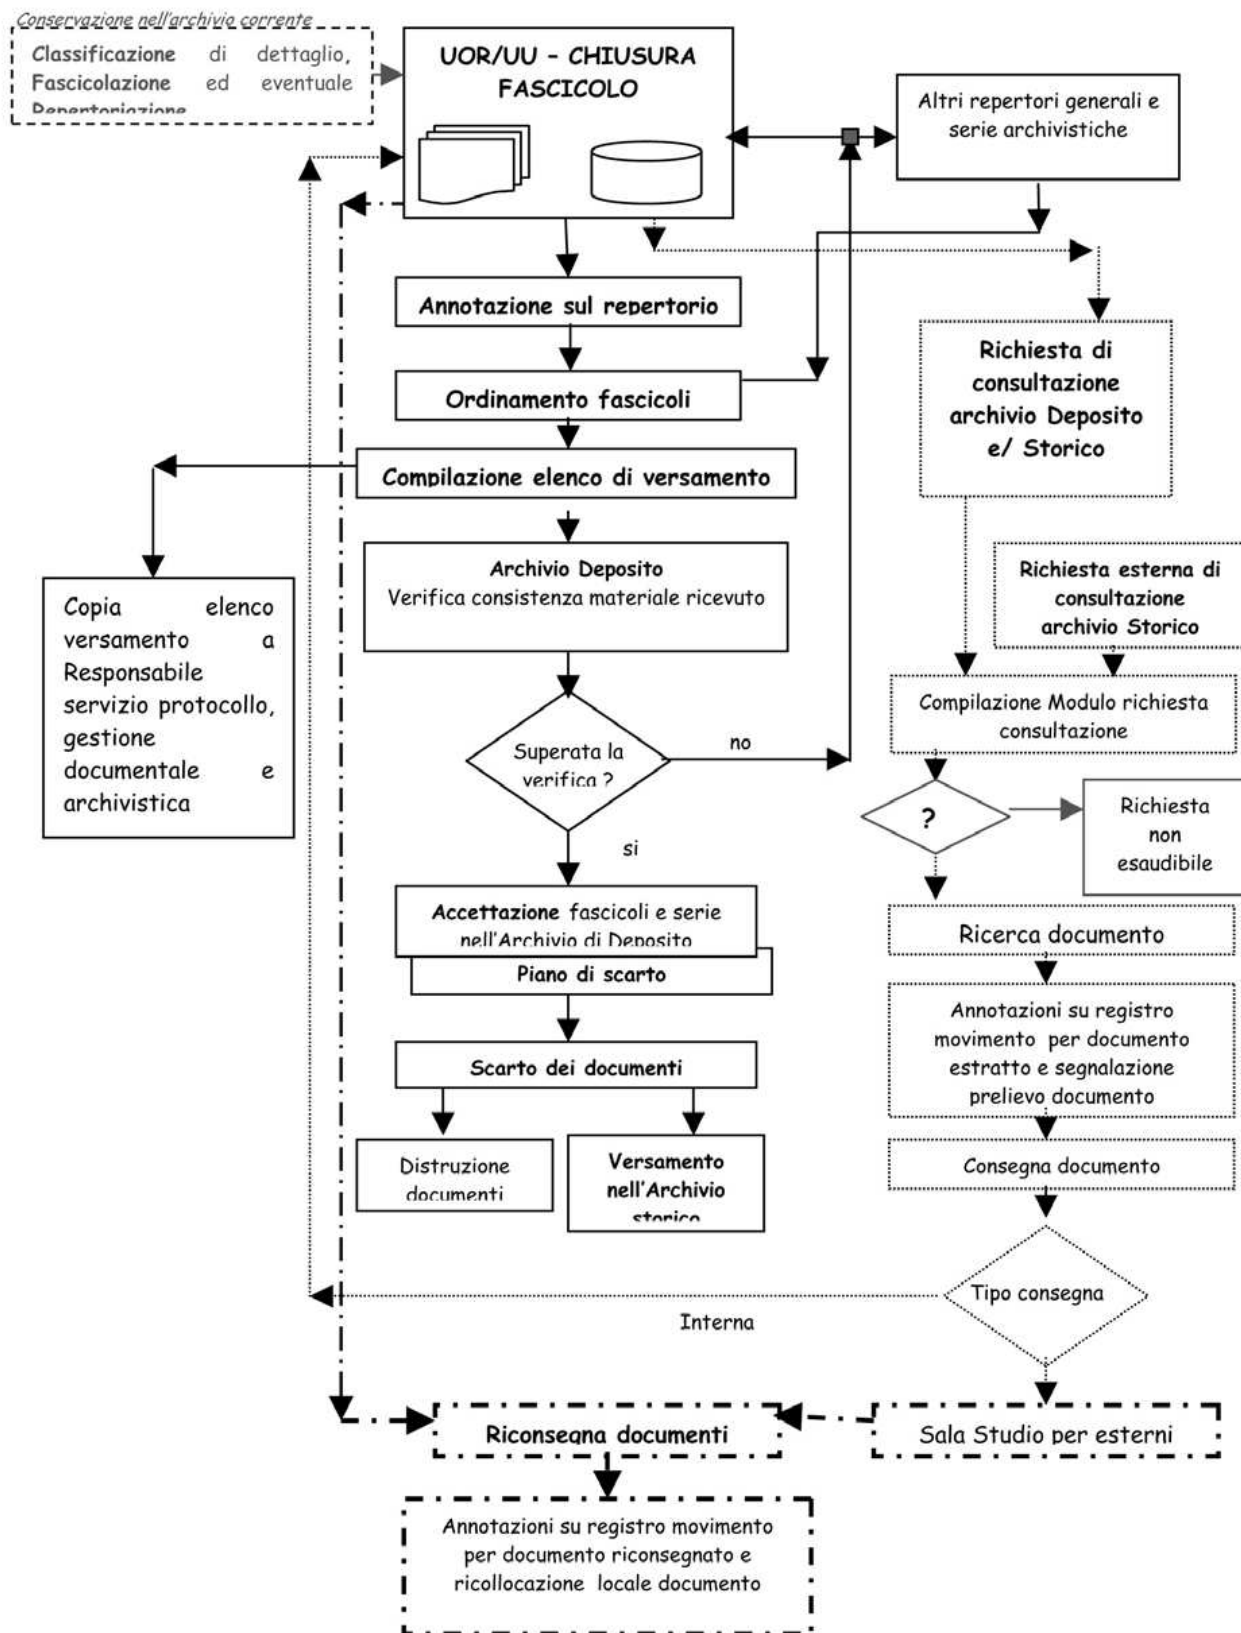 Conservazione nell'archivio corrente
Classificazione di dettaglio,
Fascicolazione ed eventuale
Repertoriazione
UOR/UU – CHIUSURA
FASCICOLO
Altri repertori generali e
serie archivistiche
Annotazione sul repertorio
Ordinamento fascicoli
Compilazione elenco di versamento
Richiesta di
consultazione
archivio Deposito
e/ Storico
Archivio Deposito
Verifica consistenza materiale ricevuto
Richiesta esterna di
consultazione
archivio Storico
Copia elenco
versamento a
Responsabile
servizio protocollo,
gestione
documentale e
archivistica
Compilazione Modulo richiesta
consultazione
Superata la
verifica ?
no
si
?
Richiesta
non
esaudibile
Accettazione fascicoli e serie
nell'Archivio di Deposito
Piano di scarto
Ricerca documento
Annotazioni su registro
movimento per documento
estratto e segnalazione
prelievo documento
Scarto dei documenti
Distruzione
documenti
Versamento
nell'Archivio
storico
Consegna documento
Tipo consegna
Interna
Riconsegna documenti
Sala Studio per esterni
Annotazioni su registro movimento
per documento riconsegnato e
ricollocazione locale documento